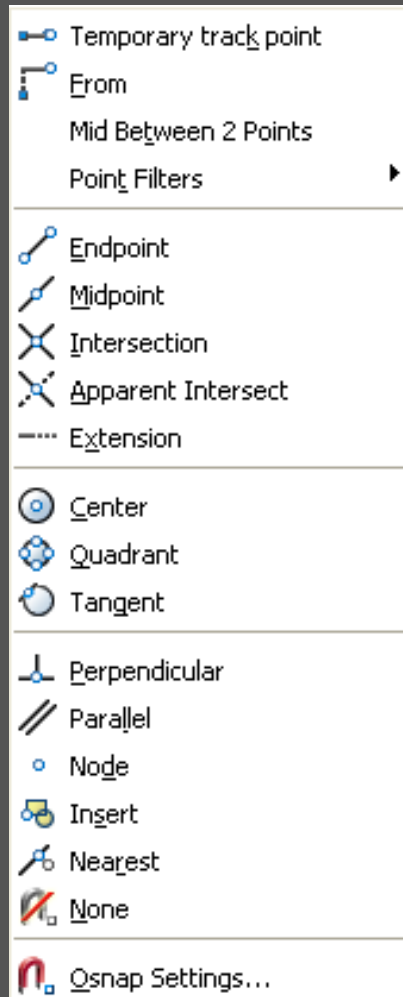 Temporary track point
From
Mid Between 2 Points
Point Filters
Endpoint
Midpoint
Intersection
Apparent Intersect
Extension
Center
Quadrant
Tangent
Perpendicular
Parallel
Node
Insert
Nearest
None
Osnap Settings...